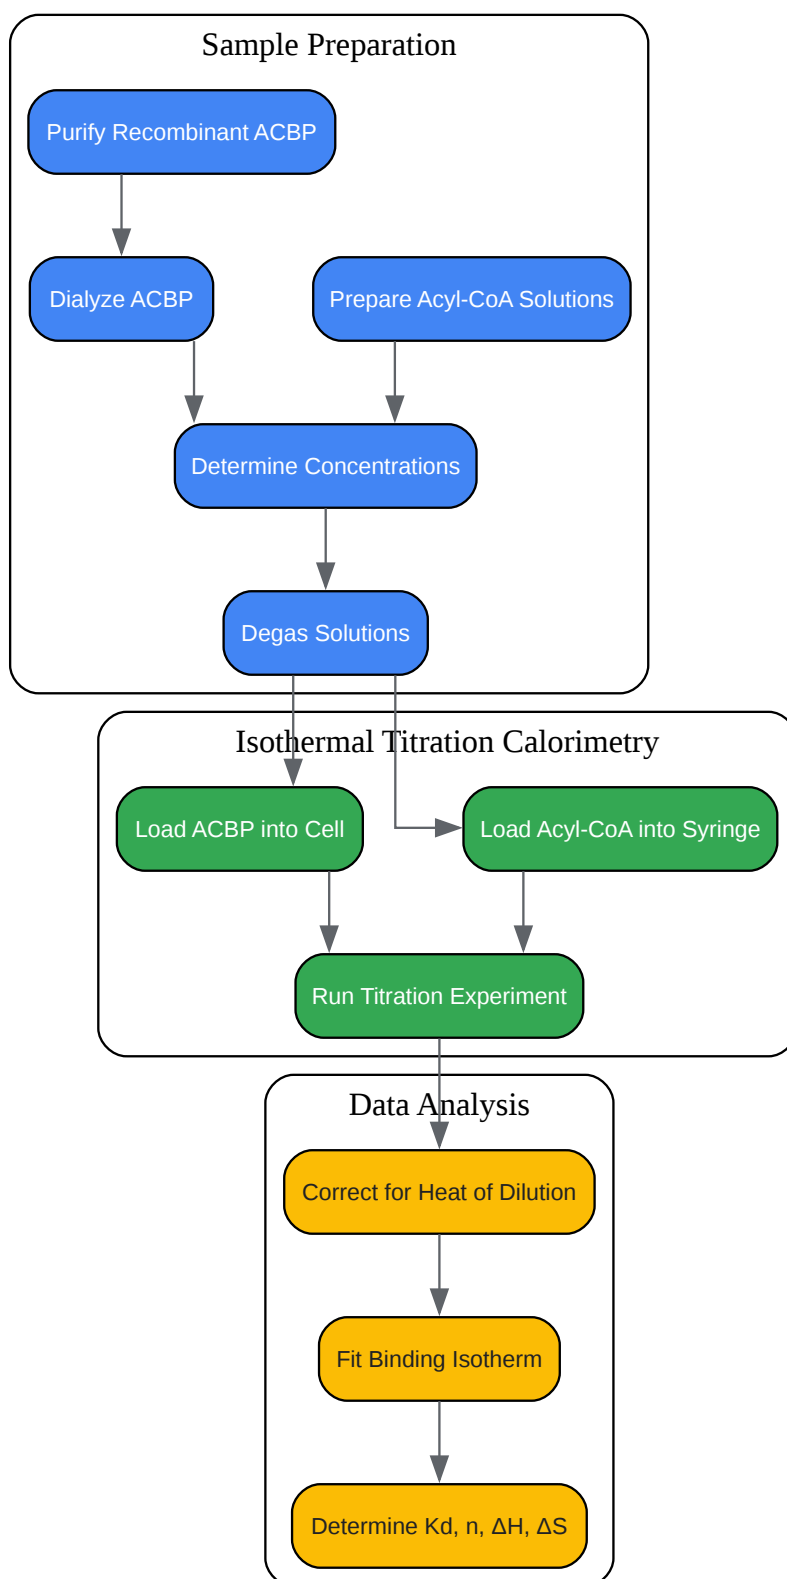 Sample Preparation
Purify Recombinant ACBP
Dialyze ACBP
Prepare Acyl-CoA Solutions
Determine Concentrations
Degas Solutions
Isothermal Titration Calorimetry
Load ACBP into Cell
Load Acyl-CoA into Syringe
Run Titration Experiment
Data Analysis
Correct for Heat of Dilution
Fit Binding Isotherm
Determine Kd, n, ΔH, ΔS